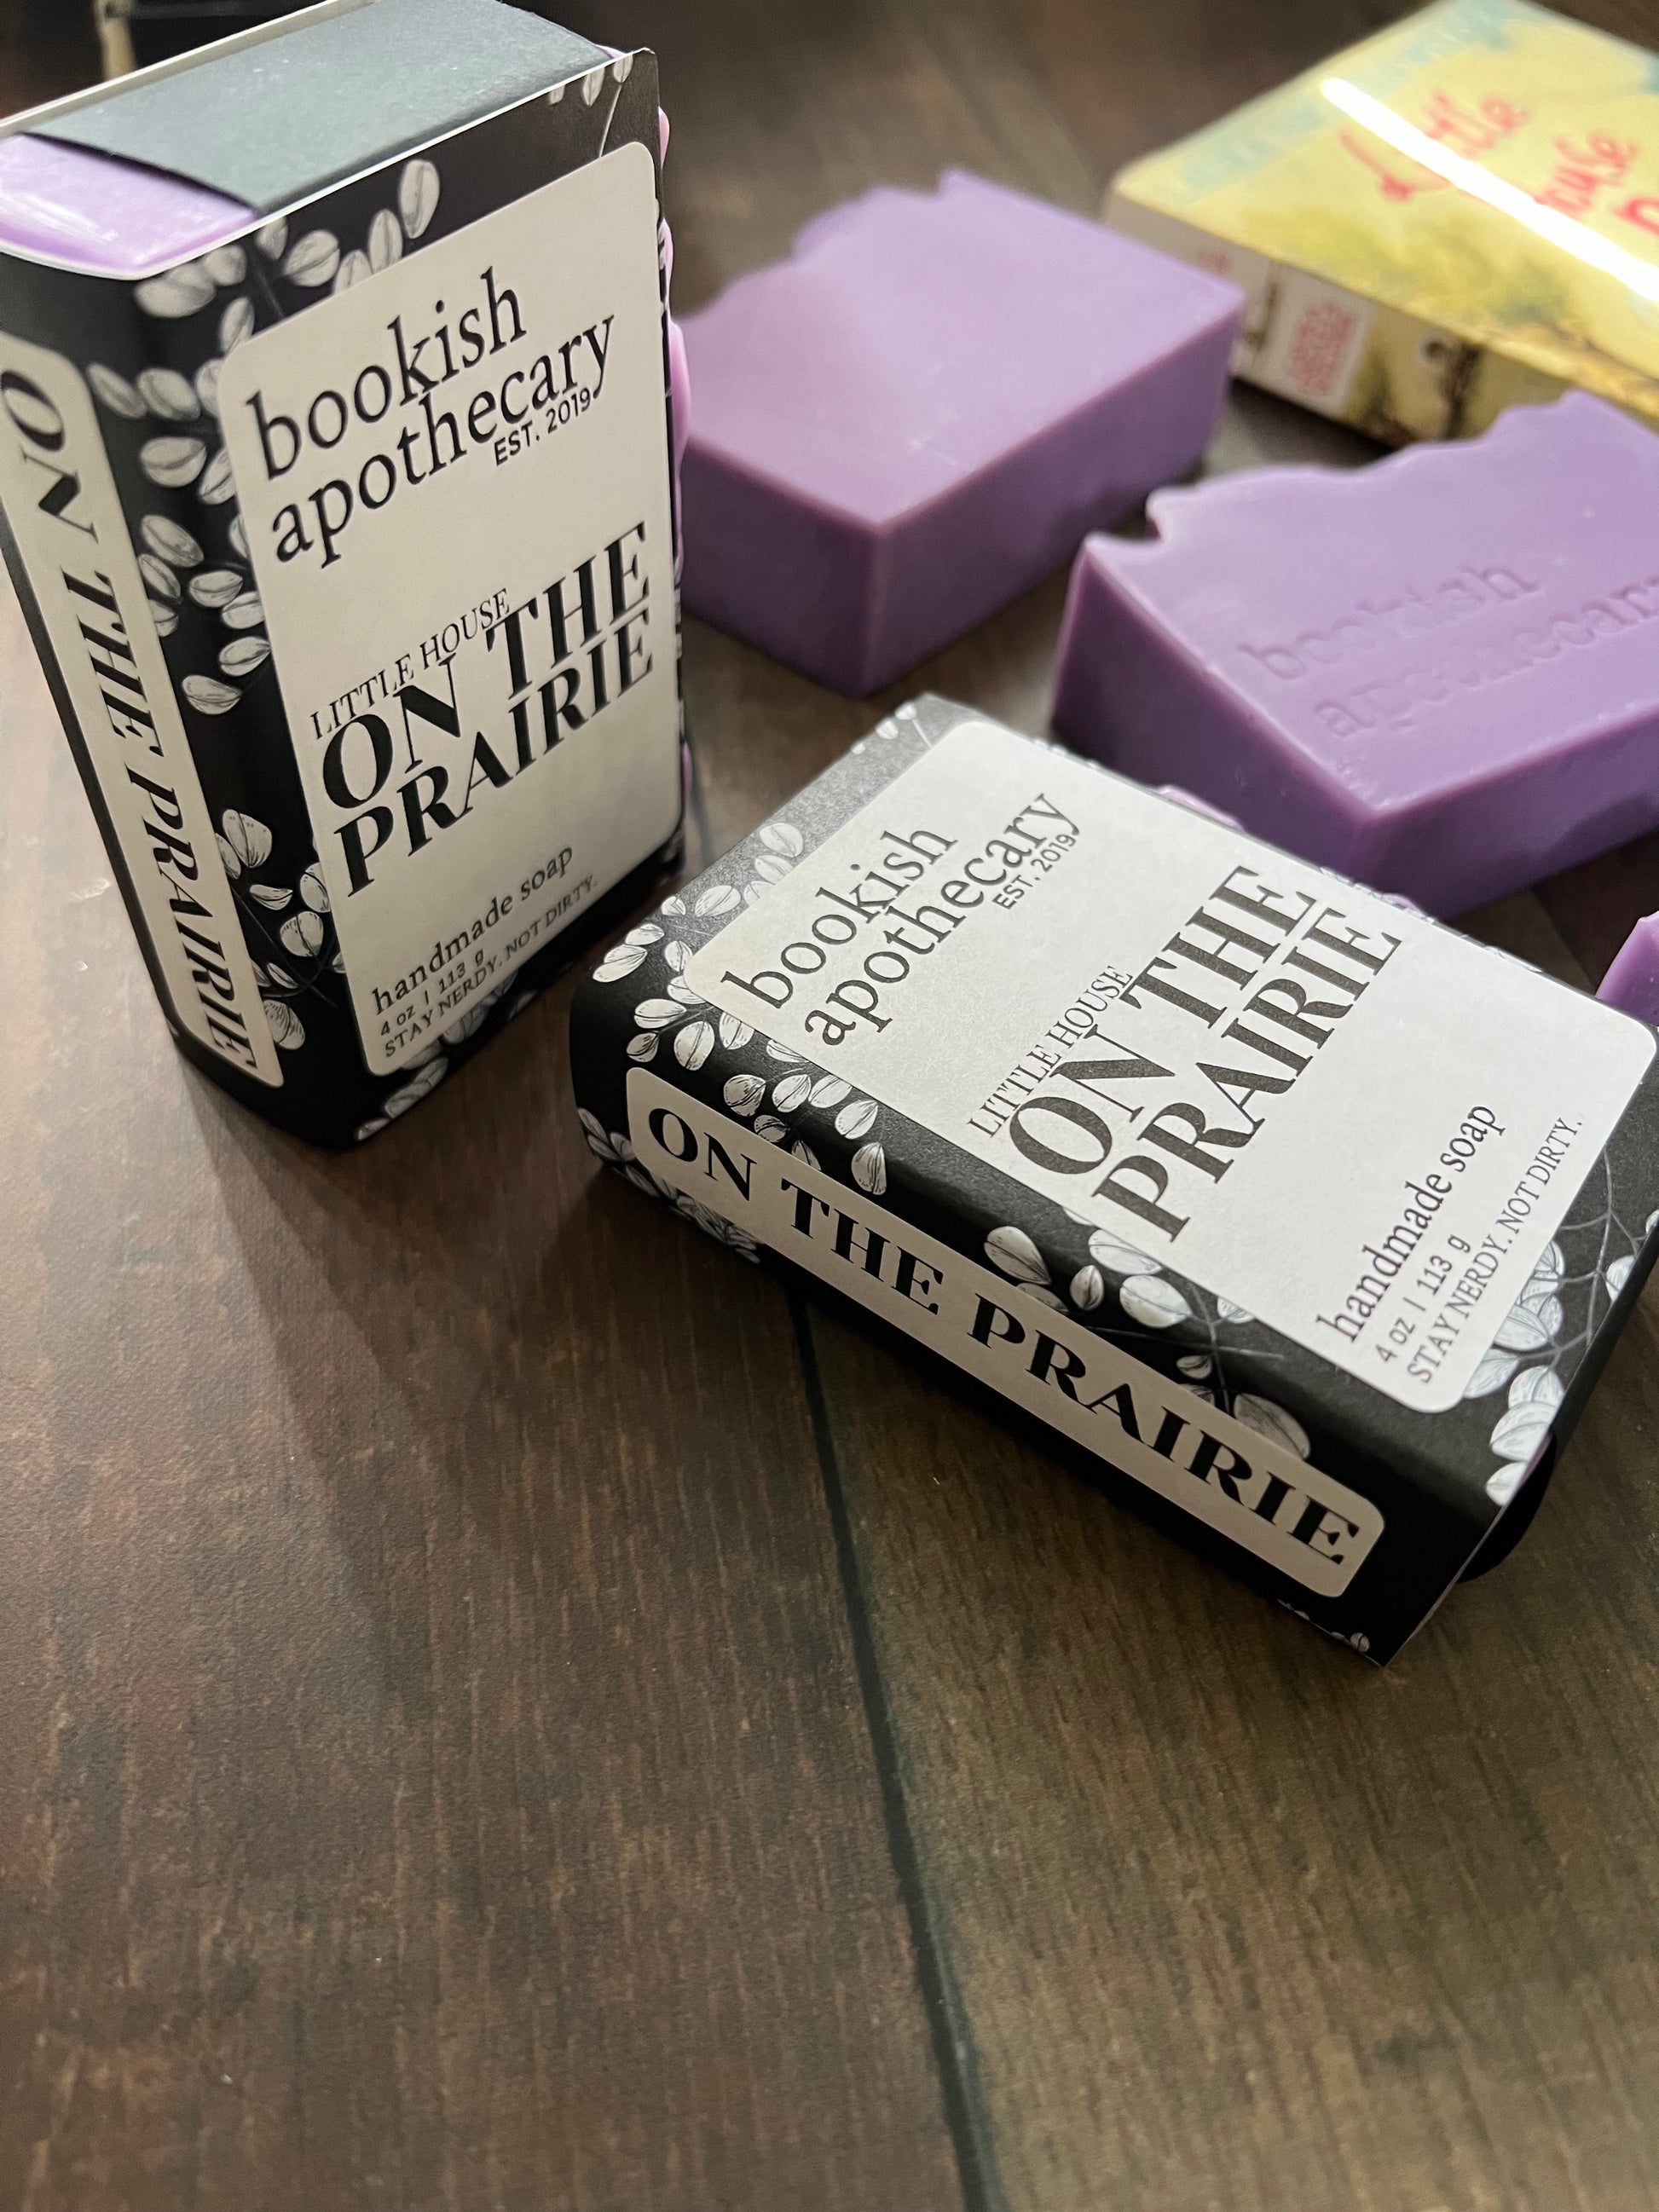 bookish
apothecary
EST. 2019
LITTLE HOUSE
ON THE
PRAIRIE
handmade soap
4 oz | 113 g
STAY NERDY. NOT DIRTY.
ON THE PRAIRIE
bookish
apothecary
EST. 2019
LITTLE HOUSE
ON THE
PRAIRIE
handmade soap
4 oz | 113 g
STAY NERDY. NOT DIRTY.
ON THE PRAIRIE
bookish
apothecary
Little